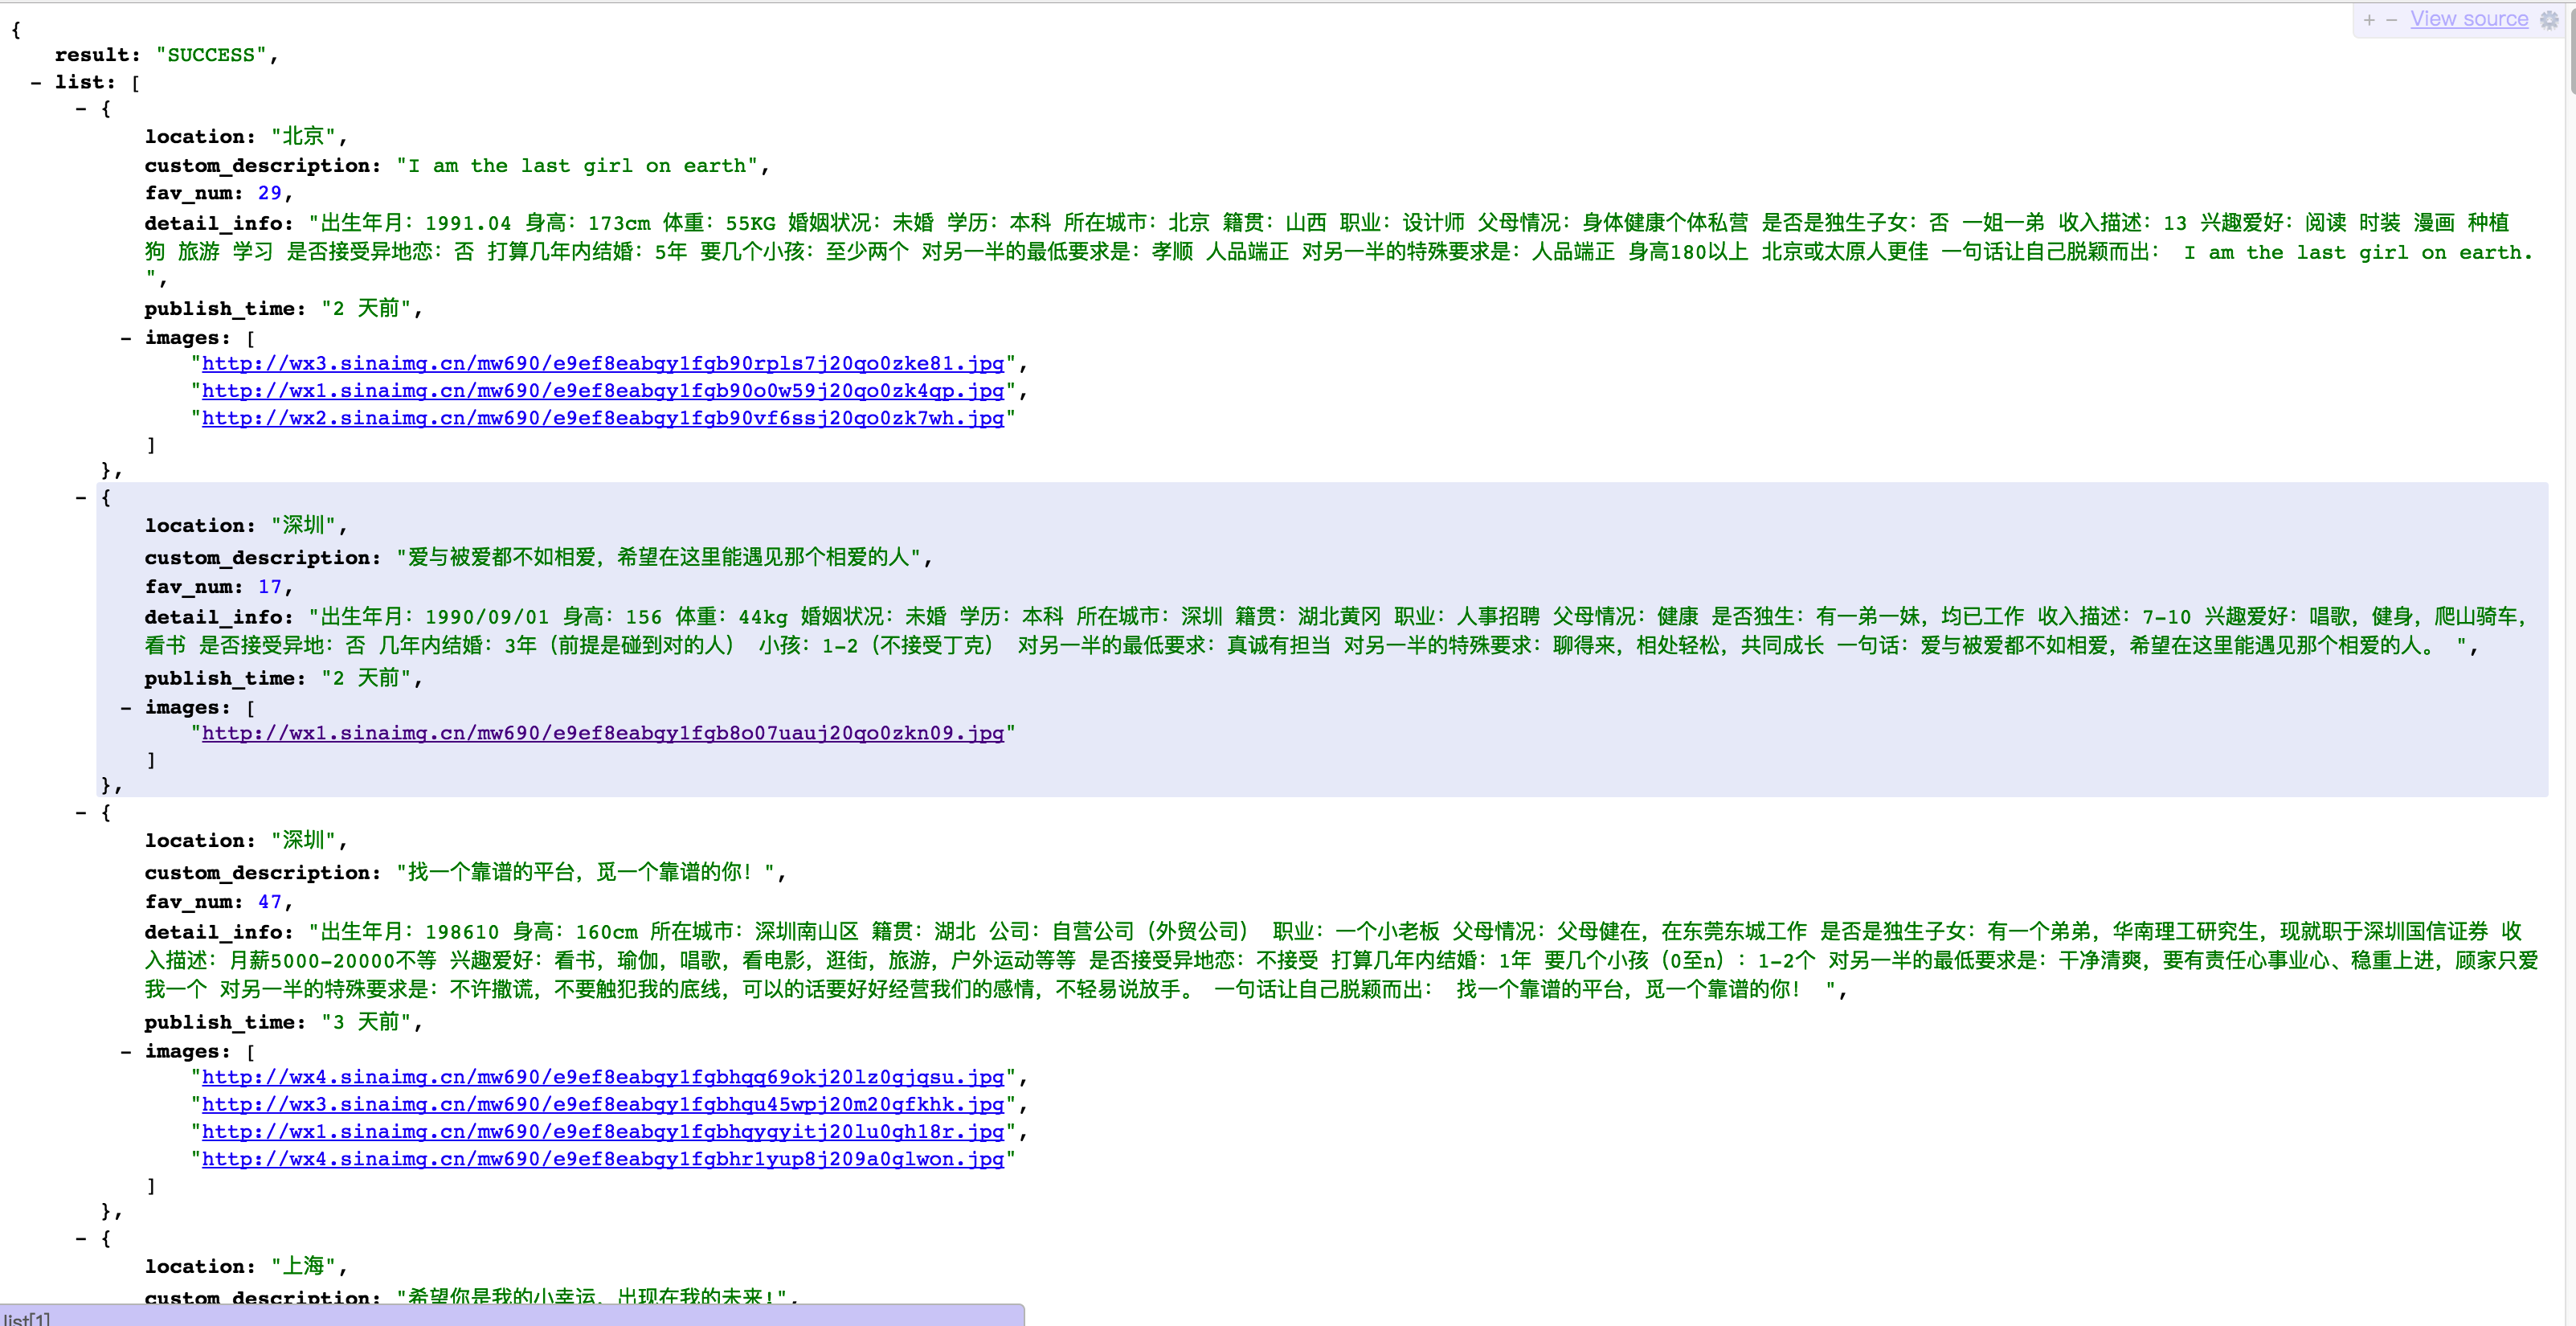 + - View source
{
result: "SUCCESS",
- list: [
- {
location: "北京",
custom_description: "I am the last girl on earth",
fav_num: 29,
detail_info: "出生年月：1991.04 身高：173cm 体重：55KG 婚姻状况：未婚 学历：本科 所在城市：北京 籍贯：山西 职业：设计师 父母情况：身体健康个体私营 是否是独生子女：否 一姐一弟 收入描述：13 兴趣爱好：阅读 时装 漫画 种植
狗 旅游 学习 是否接受异地恋：否 打算几年内结婚：5年 要几个小孩：至少两个 对另一半的最低要求是：孝顺 人品端正 对另一半的特殊要求是：人品端正 身高180以上 北京或太原人更佳 一句话让自己脱颖而出： I am the last girl on earth.
",
publish_time: "2 天前",
- images: [
"http://wx3.sinaimg.cn/mw690/e9ef8eabgy1fgb90rpls7j20qo0zke81.jpg",
"http://wx1.sinaimg.cn/mw690/e9ef8eabgy1fgb90o0w59j20qo0zk4qp.jpg",
"http://wx2.sinaimg.cn/mw690/e9ef8eabgy1fgb90vf6ssj20qo0zk7wh.jpg"
]
},
- {
location: "深圳",
custom_description: "爱与被爱都不如相爱，希望在这里能遇见那个相爱的人",
fav_num: 17,
detail_info: "出生年月：1990/09/01 身高：156 体重：44kg 婚姻状况：未婚 学历：本科 所在城市：深圳 籍贯：湖北黄冈 职业：人事招聘 父母情况：健康 是否独生：有一弟一妹，均已工作 收入描述：7-10 兴趣爱好：唱歌，健身，爬山骑车，
看书 是否接受异地：否 几年内结婚：3年（前提是碰到对的人） 小孩：1-2（不接受丁克） 对另一半的最低要求：真诚有担当 对另一半的特殊要求：聊得来，相处轻松，共同成长 一句话：爱与被爱都不如相爱，希望在这里能遇见那个相爱的人。 ",
publish_time: "2 天前",
- images: [
"http://wx1.sinaimg.cn/mw690/e9ef8eabgy1fgb8o07uauj20qo0zkn09.jpg"
]
},
- {
location: "深圳",
custom_description: "找一个靠谱的平台，觅一个靠谱的你！",
fav_num: 47,
detail_info: "出生年月：198610 身高：160cm 所在城市：深圳南山区 籍贯：湖北 公司：自营公司（外贸公司） 职业：一个小老板 父母情况：父母健在，在东莞东城工作 是否是独生子女：有一个弟弟，华南理工研究生，现就职于深圳国信证券 收
入描述：月薪5000-20000不等 兴趣爱好：看书，瑜伽，唱歌，看电影，逛街，旅游，户外运动等等 是否接受异地恋：不接受 打算几年内结婚：1年 要几个小孩（0至n）：1-2个 对另一半的最低要求是：干净清爽，要有责任心事业心、稳重上进，顾家只爱
我一个 对另一半的特殊要求是：不许撒谎，不要触犯我的底线，可以的话要好好经营我们的感情，不轻易说放手。 一句话让自己脱颖而出： 找一个靠谱的平台，觅一个靠谱的你！ ",
publish_time: "3 天前",
- images: [
"http://wx4.sinaimg.cn/mw690/e9ef8eabgy1fgbhqq69okj20lz0gjqsu.jpg",
"http://wx3.sinaimg.cn/mw690/e9ef8eabgy1fgbhqu45wpj20m20gfkhk.jpg",
"http://wx1.sinaimg.cn/mw690/e9ef8eabgy1fgbhqygyitj20lu0gh18r.jpg",
"http://wx4.sinaimg.cn/mw690/e9ef8eabgy1fgbhr1yup8j209a0glwon.jpg"
]
},
- {
location: "上海",
custom_description: "希望你是我的小幸运，出现在我的未来!",
list[1]